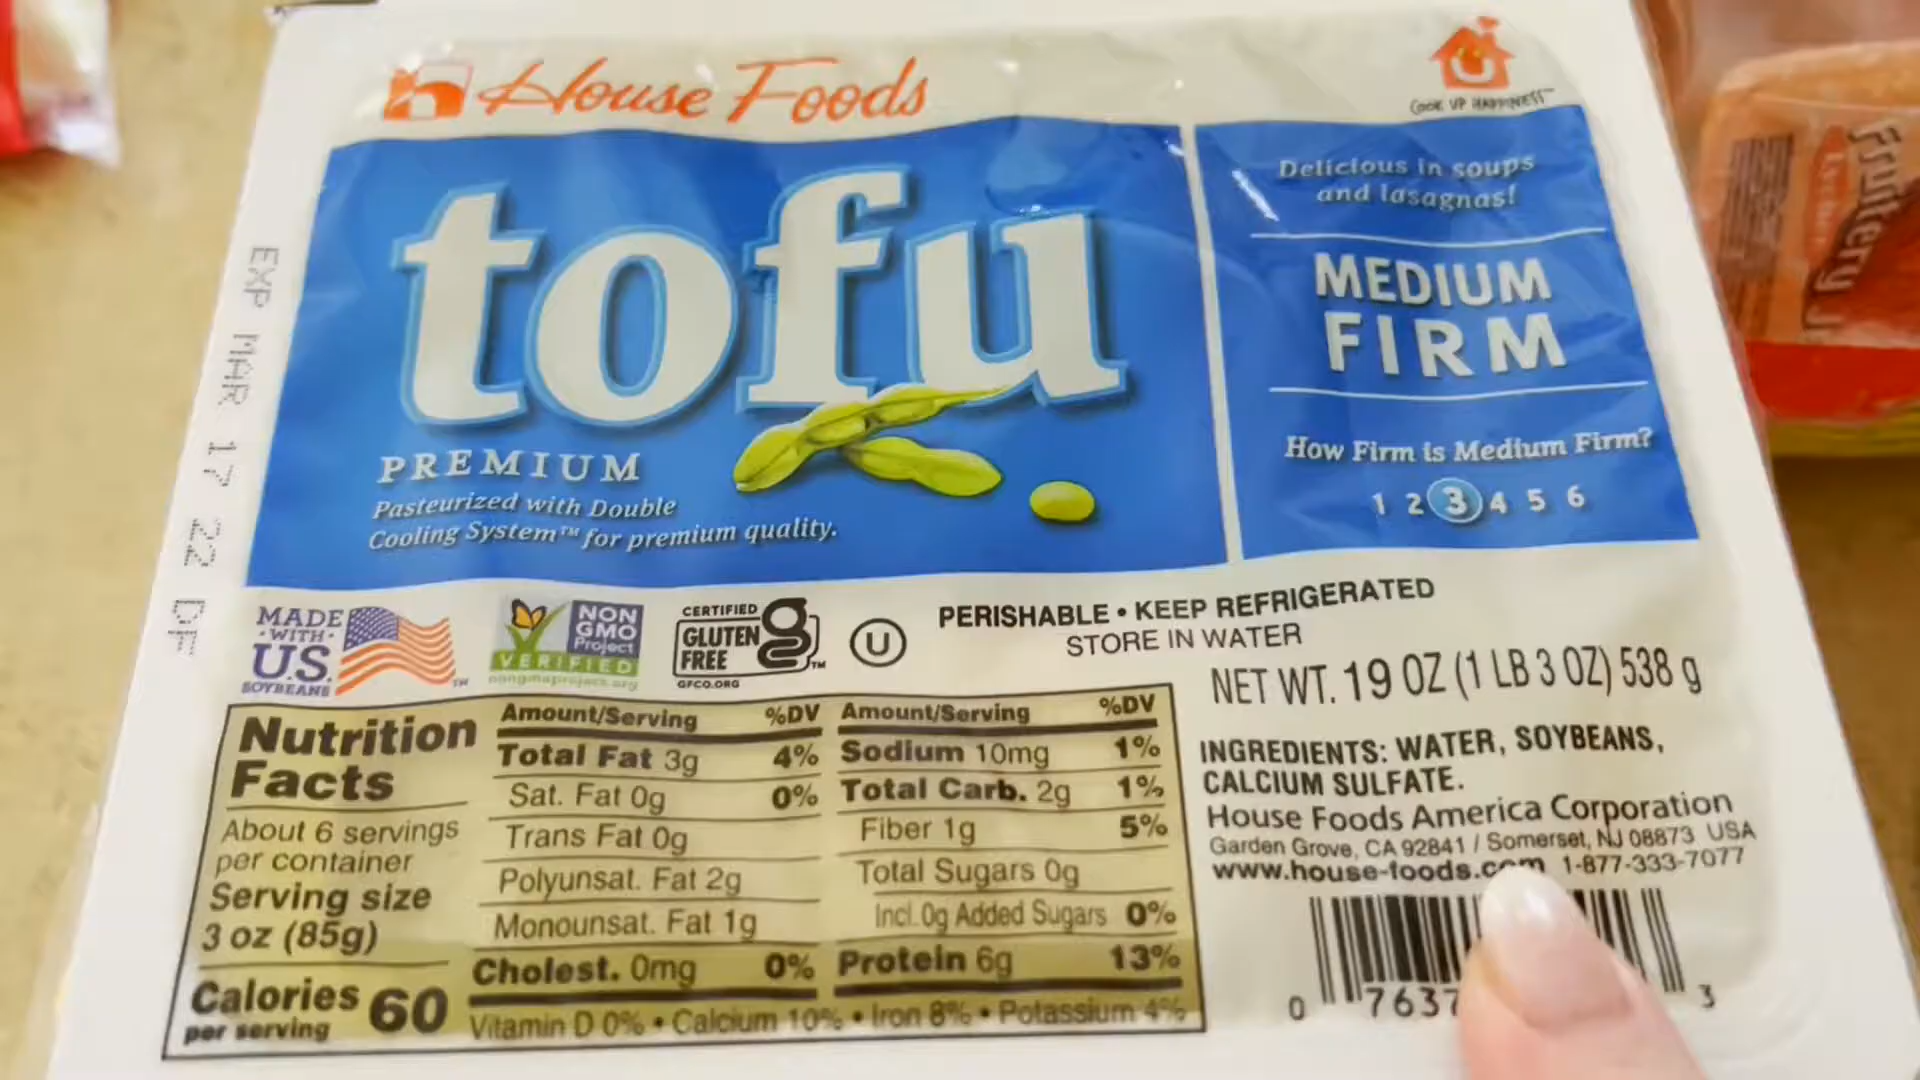 House Foods
COOK UP HAPPINESS™
tofu
PREMIUM
Pasteurized with Double
Cooling System™ for premium quality.
Delicious in soups
and lasagnas!
MEDIUM
FIRM
How Firm is Medium Firm?
1 2 3 4 5 6
EXP MAR 17 22 DF
MADE
•WITH•
U.S.
SOYBEANS
TM
NON
GMO
Project
VERIFIED
nongmoproject.org
CERTIFIED
GLUTEN
FREE
TM
GFCO.ORG
U
PERISHABLE • KEEP REFRIGERATED
STORE IN WATER
NET WT. 19 OZ (1 LB 3 OZ) 538 g
Nutrition
Facts
About 6 servings
per container
Serving size
3 oz (85g)
Calories 60
per serving
Amount/Serving %DV
Total Fat 3g 4%
Sat. Fat 0g 0%
Trans Fat 0g
Polyunsat. Fat 2g
Monounsat. Fat 1g
Cholest. 0mg 0%
Amount/Serving %DV
Sodium 10mg 1%
Total Carb. 2g 1%
Fiber 1g 5%
Total Sugars 0g
Incl. 0g Added Sugars 0%
Protein 6g 13%
Vitamin D 0% • Calcium 10% • Iron 8% • Potassium 4%
INGREDIENTS: WATER, SOYBEANS,
CALCIUM SULFATE.
House Foods America Corporation
Garden Grove, CA 92841 / Somerset, NJ 08873 USA
www.house-foods.com 1-877-333-7077
0 7637 3
Fruitery